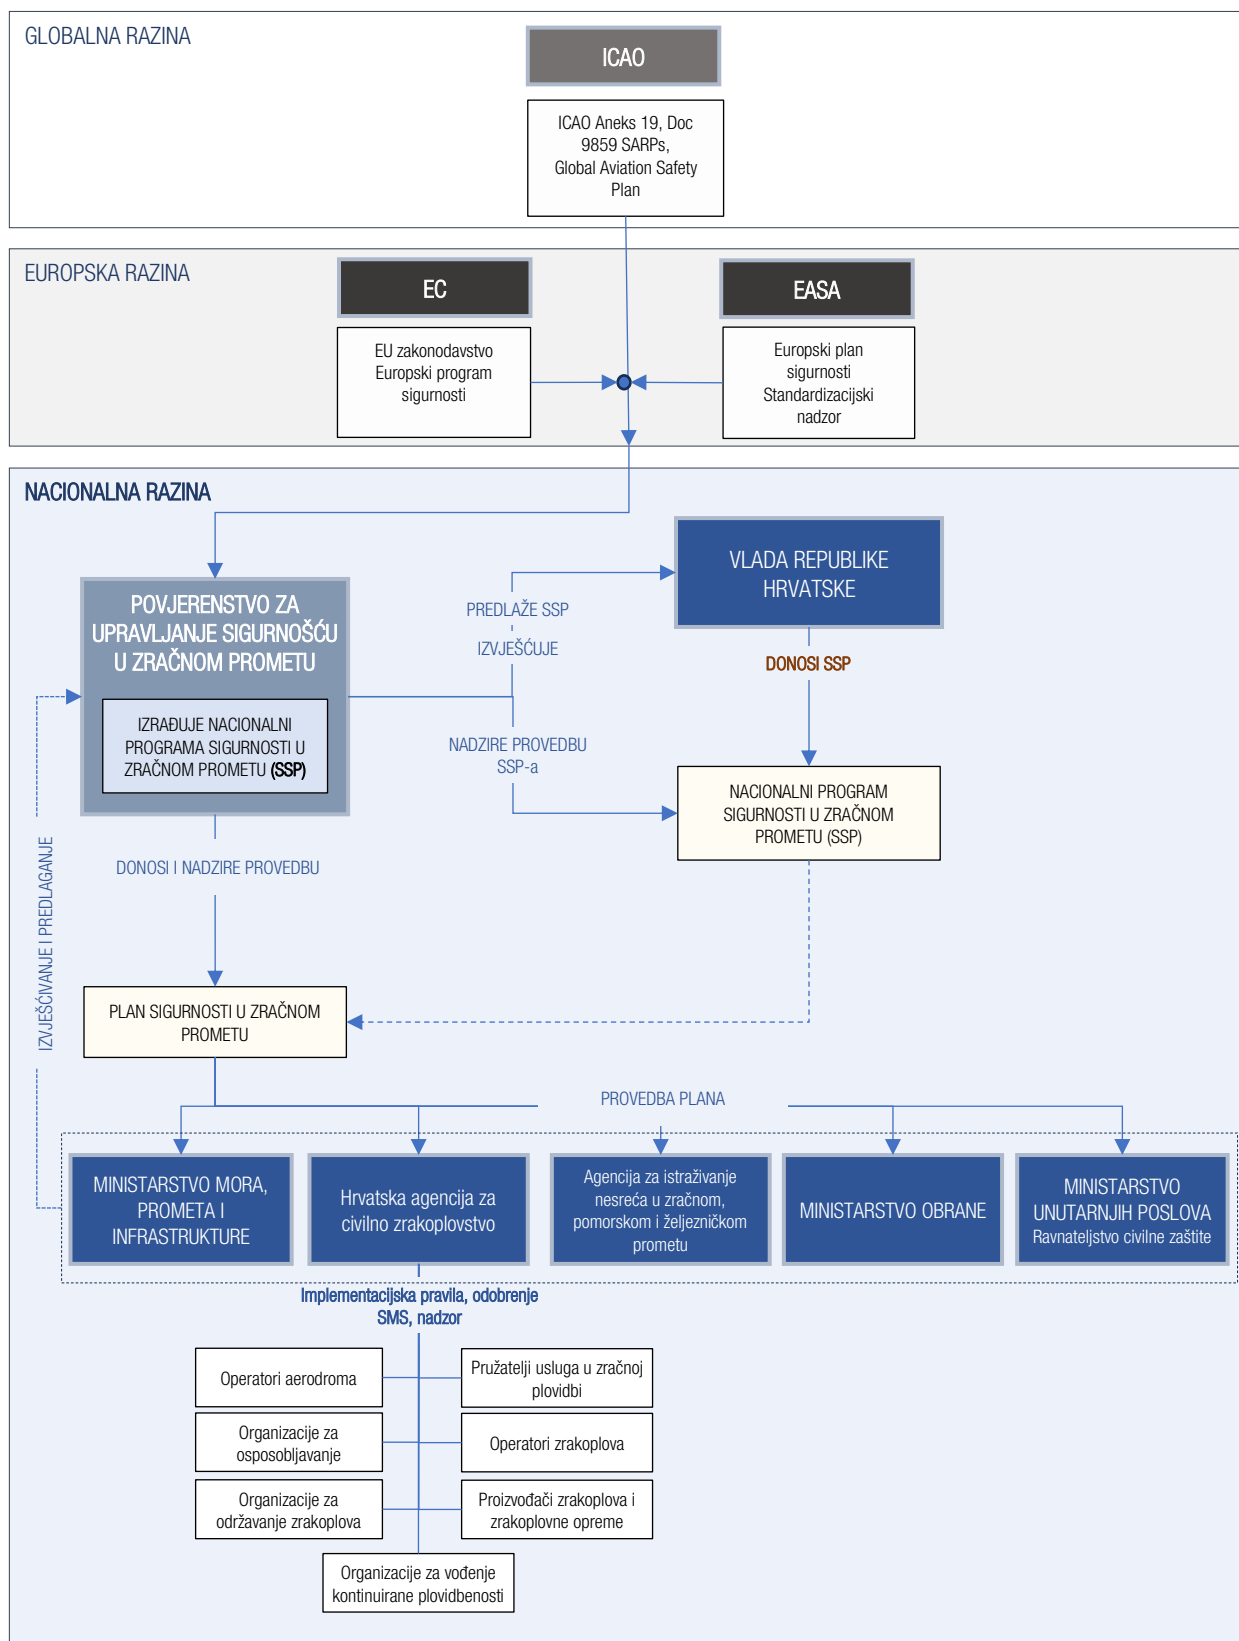 GLOBALNA RAZINA
ICAO
ICAO Aneks 19, Doc
9859 SARPs,
Global Aviation Safety
Plan
EUROPSKA RAZINA
EC
EU zakonodavstvo
Europski program
sigurnosti
EASA
Europski plan
sigurnosti
Standardizacijski
nadzor
NACIONALNA RAZINA
POVJERENSTVO ZA
UPRAVLJANJE SIGURNOŠĆU
U ZRAČNOM PROMETU
IZRAĐUJE NACIONALNI
PROGRAMA SIGURNOSTI U
ZRAČNOM PROMETU (SSP)
PREDLAŽE SSP
IZVJEŠĆUJE
NADZIRE PROVEDBU
SSP-a
VLADA REPUBLIKE
HRVATSKE
DONOSI SSP
NACIONALNI PROGRAM
SIGURNOSTI U ZRAČNOM
PROMETU (SSP)
DONOSI I NADZIRE PROVEDBU
IZVJEŠĆIVANJE I PREDLAGANJE
PLAN SIGURNOSTI U ZRAČNOM
PROMETU
PROVEDBA PLANA
MINISTARSTVO MORA,
PROMETA I
INFRASTRUKTURE
Hrvatska agencija za
civilno zrakoplovstvo
Agencija za istraživanje
nesreća u zračnom,
pomorskom i željezničkom
prometu
MINISTARSTVO OBRANE
MINISTARSTVO
UNUTARNJIH POSLOVA
Ravnateljstvo civilne zaštite
Implementacijska pravila, odobrenje
SMS, nadzor
Operatori aerodroma
Pružatelji usluga u zračnoj
plovidbi
Organizacije za
osposobljavanje
Operatori zrakoplova
Organizacije za
održavanje zrakoplova
Proizvođači zrakoplova i
zrakoplovne opreme
Organizacije za vođenje
kontinuirane plovidbenosti